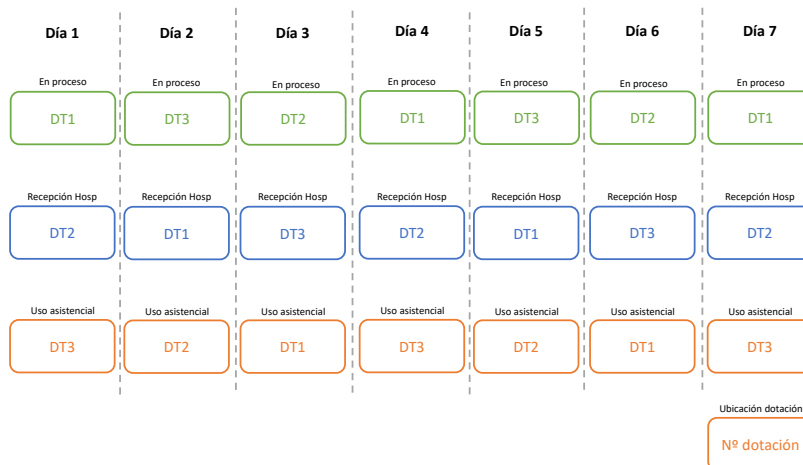 Día 1 Día 2 Día 3 Día 4 Día 5 Día 6 Día 7
En proceso En proceso En proceso En proceso En proceso En proceso En proceso
DT1 DT3 DT2 DT1 DT3 DT2 DT1
Recepción Hosp Recepción Hosp Recepción Hosp Recepción Hosp Recepción Hosp Recepción Hosp Recepción Hosp
DT2 DT1 DT3 DT2 DT1 DT3 DT2
Uso asistencial Uso asistencial Uso asistencial Uso asistencial Uso asistencial Uso asistencial Uso asistencial
DT3 DT2 DT1 DT3 DT2 DT1 DT3
Ubicación dotación
Nº dotación